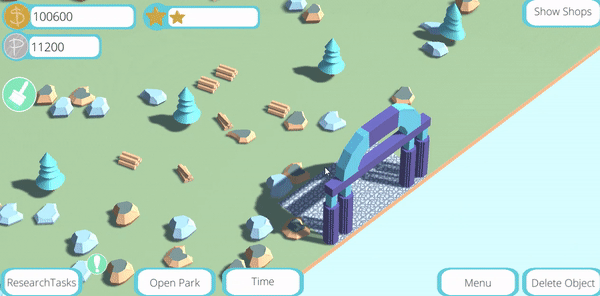 100600
11200
Show Shops
ResearchTasks
Open Park
Time
Menu
Delete Object